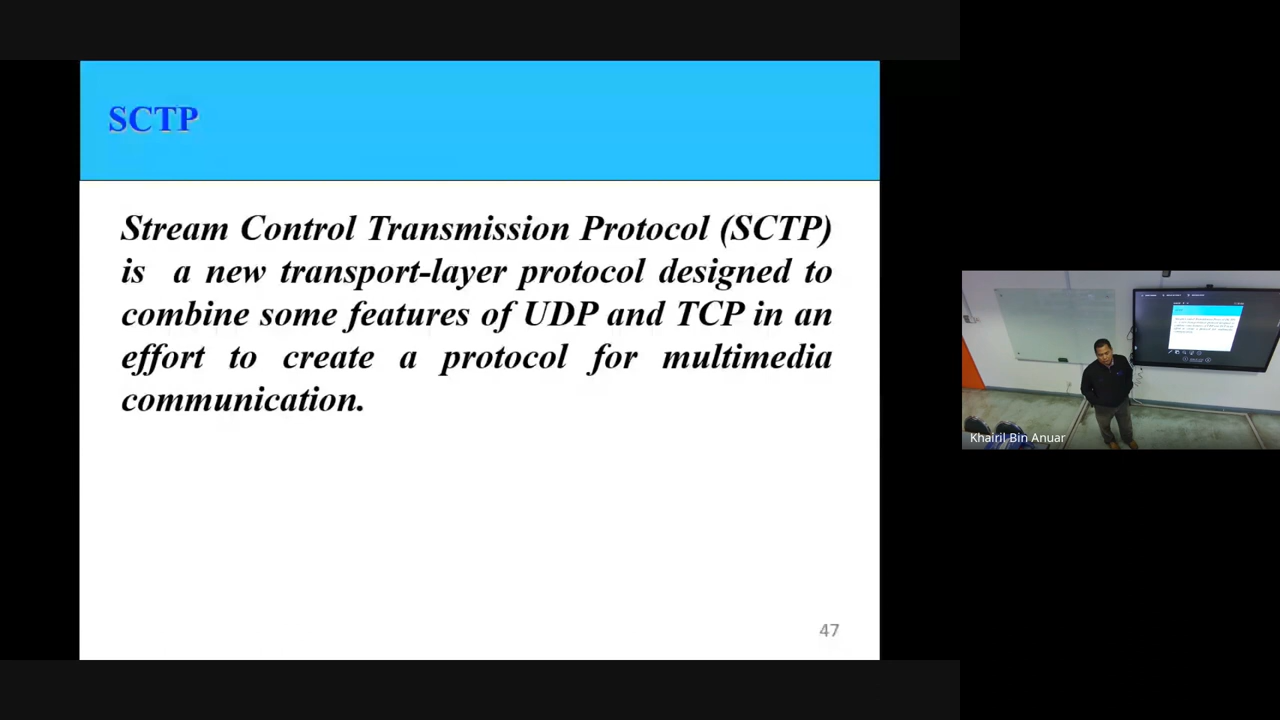 SCTP
Stream Control Transmission Protocol (SCTP)
is a new transport-layer protocol designed to
combine some features of UDP and TCP in an
effort to create a protocol for multimedia
communication.
47
Khairil Bin Anuar